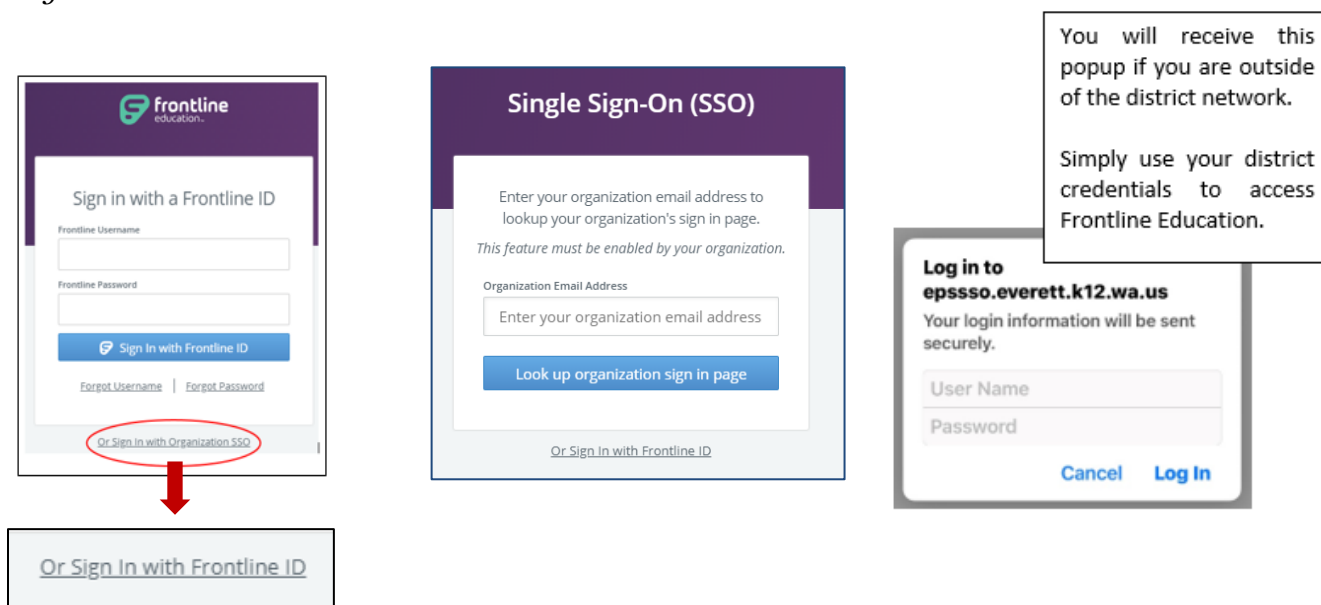 frontline
education.
Sign in with a Frontline ID
Frontline Username
Frontline Password
Sign In with Frontline ID
Forgot Username | Forgot Password
Or Sign In with Organization SSO
Or Sign In with Frontline ID
Single Sign-On (SSO)
Enter your organization email address to
lookup your organization's sign in page.
This feature must be enabled by your organization.
Organization Email Address
Enter your organization email address
Look up organization sign in page
Or Sign In with Frontline ID
You will receive this
popup if you are outside
of the district network.
Simply use your district
credentials to access
Frontline Education.
Log in to
epssso.everett.k12.wa.us
Your login information will be sent
securely.
User Name
Password
Cancel Log In